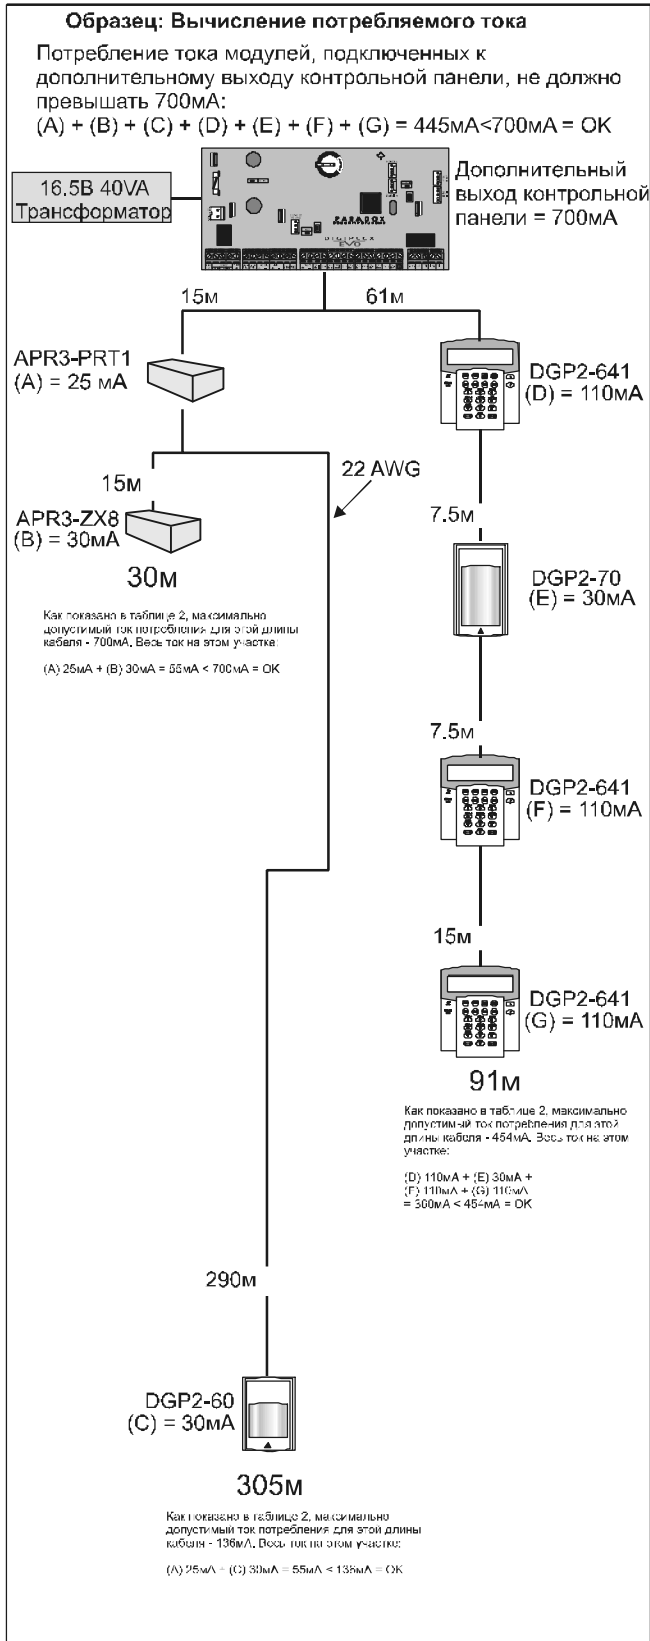 Образец: Вычисление потребляемого тока
Потребление тока модулей, подключенных к
дополнительному выходу контрольной панели, не должно
превышать 700мА:
(A) + (B) + (C) + (D) + (E) + (F) + (G) = 445мА<700мА = OK
16.5В 40VA
Трансформатор
PARADOX
DIGIPLEX
EVO
Дополнительный
выход контрольной
панели = 700мА
15м
61м
APR3-PRT1
(A) = 25 мА
DGP2-641
(D) = 110мА
22 AWG
15м
APR3-ZX8
(B) = 30мА
30м
7.5м
DGP2-70
(E) = 30мА
Как показано в таблице 2, максимально
допустимый ток потребления для этой длины
кабеля - 700мА. Весь ток на этом участке:
(A) 25мА + (B) 30мА = 55мА < 700мА = OK
7.5м
DGP2-641
(F) = 110мА
15м
DGP2-641
(G) = 110мА
91м
Как показано в таблице 2, максимально
допустимый ток потребления для этой
длины кабеля - 454мА. Весь ток на этом
участке:
(D) 110мА + (E) 30мА +
(F) 110мА + (G) 110мА
= 360мА < 454мА = OK
290м
DGP2-60
(C) = 30мА
305м
Как показано в таблице 2, максимально
допустимый ток потребления для этой длины
кабеля - 136мА. Весь ток на этом участке:
(A) 25мА + (C) 30мА = 55мА < 136мА = OK